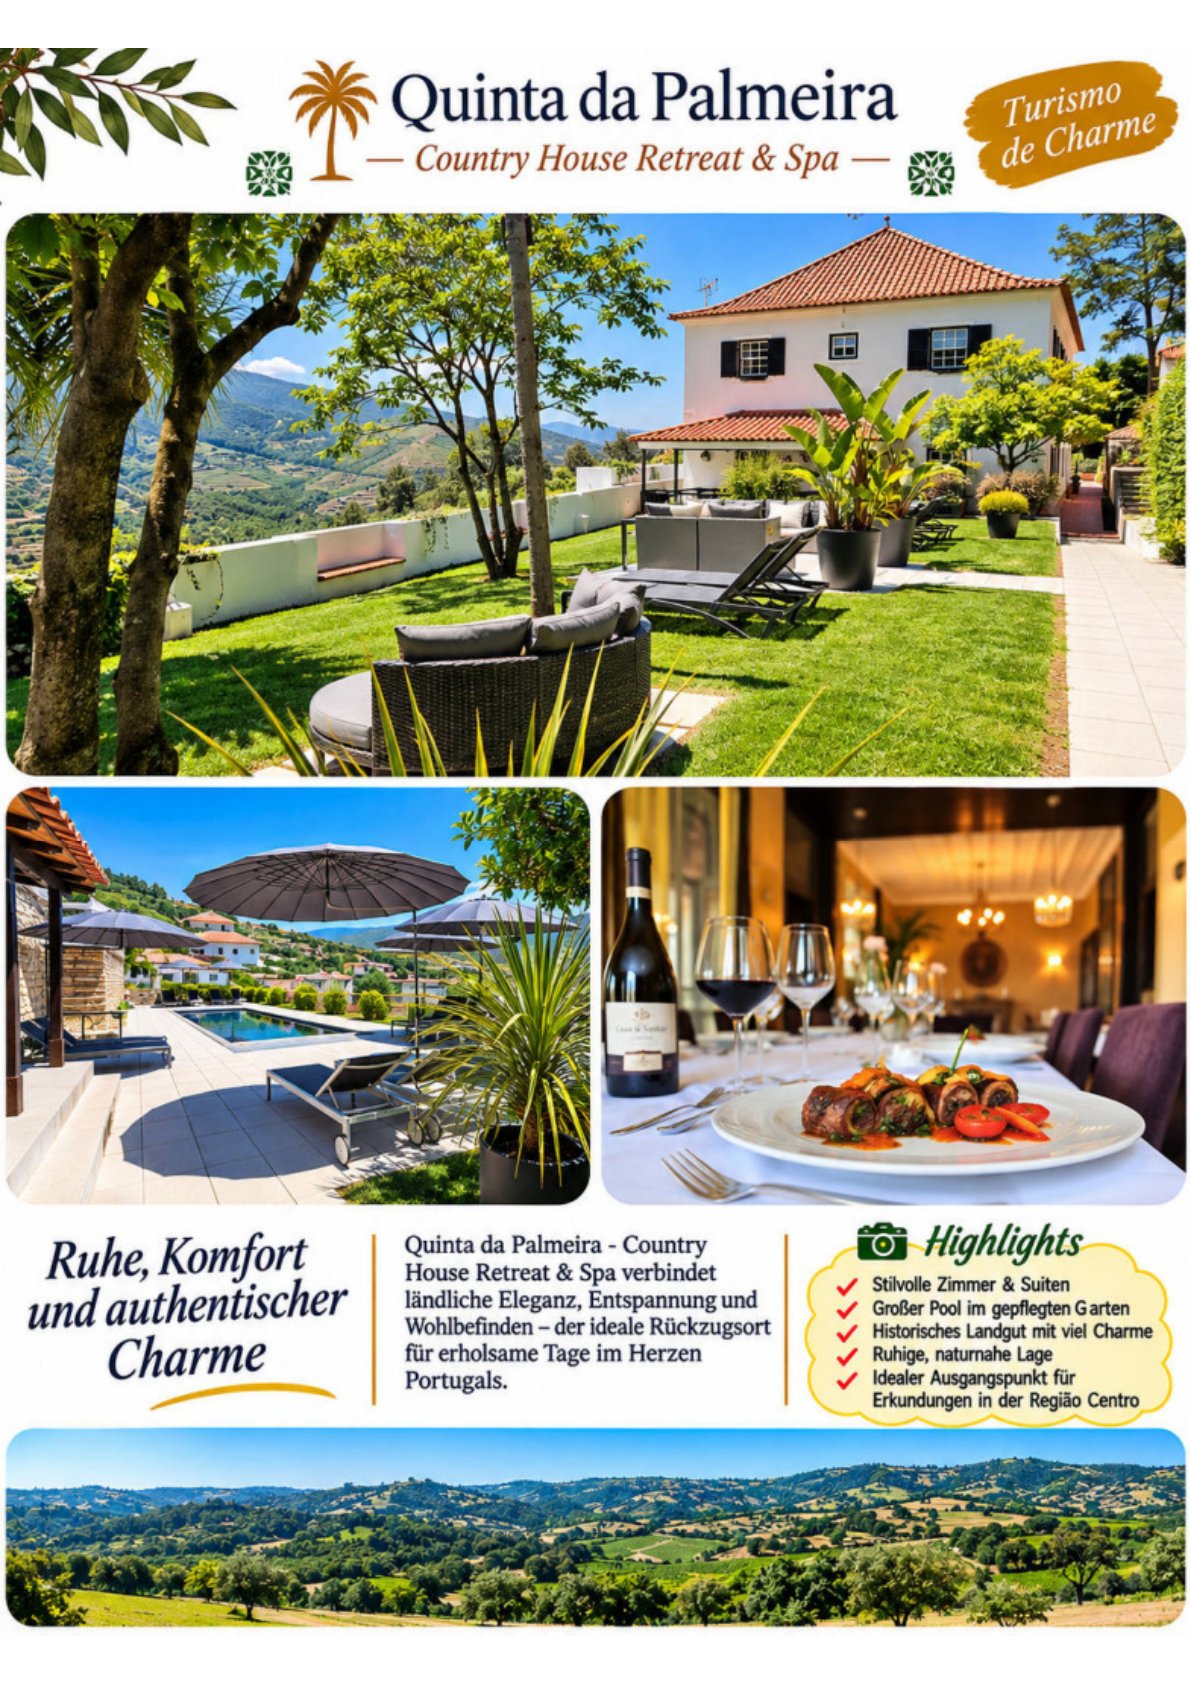 Quinta da Palmeira
Country House Retreat & Spa
Turismo
de Charme
Ruhe, Komfort
und authentischer
Charme
Quinta da Palmeira - Country
House Retreat & Spa verbindet
ländliche Eleganz, Entspannung und
Wohlbefinden – der ideale Rückzugsort
für erholsame Tage im Herzen
Portugals.
Highlights
Stilvolle Zimmer & Suiten
Großer Pool im gepflegten Garten
Historisches Landgut mit viel Charme
Ruhige, naturnahe Lage
Idealer Ausgangspunkt für
Erkundungen in der Região Centro